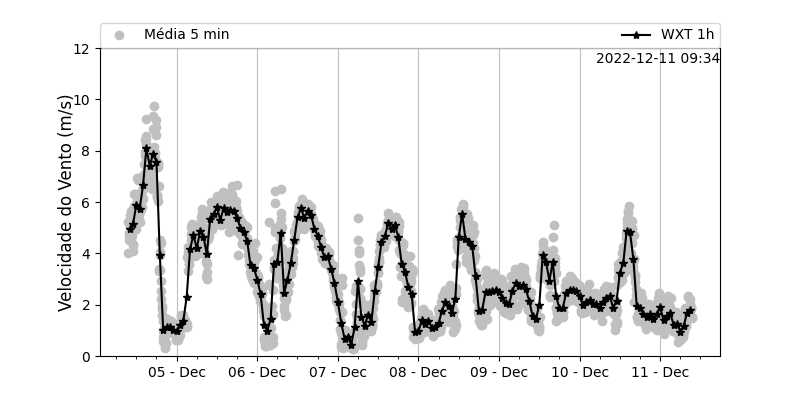 Média 5 min
WXT 1h
2022-12-11 09:34
Velocidade do Vento (m/s)
12
10
8
6
4
2
0
05 - Dec
06 - Dec
07 - Dec
08 - Dec
09 - Dec
10 - Dec
11 - Dec